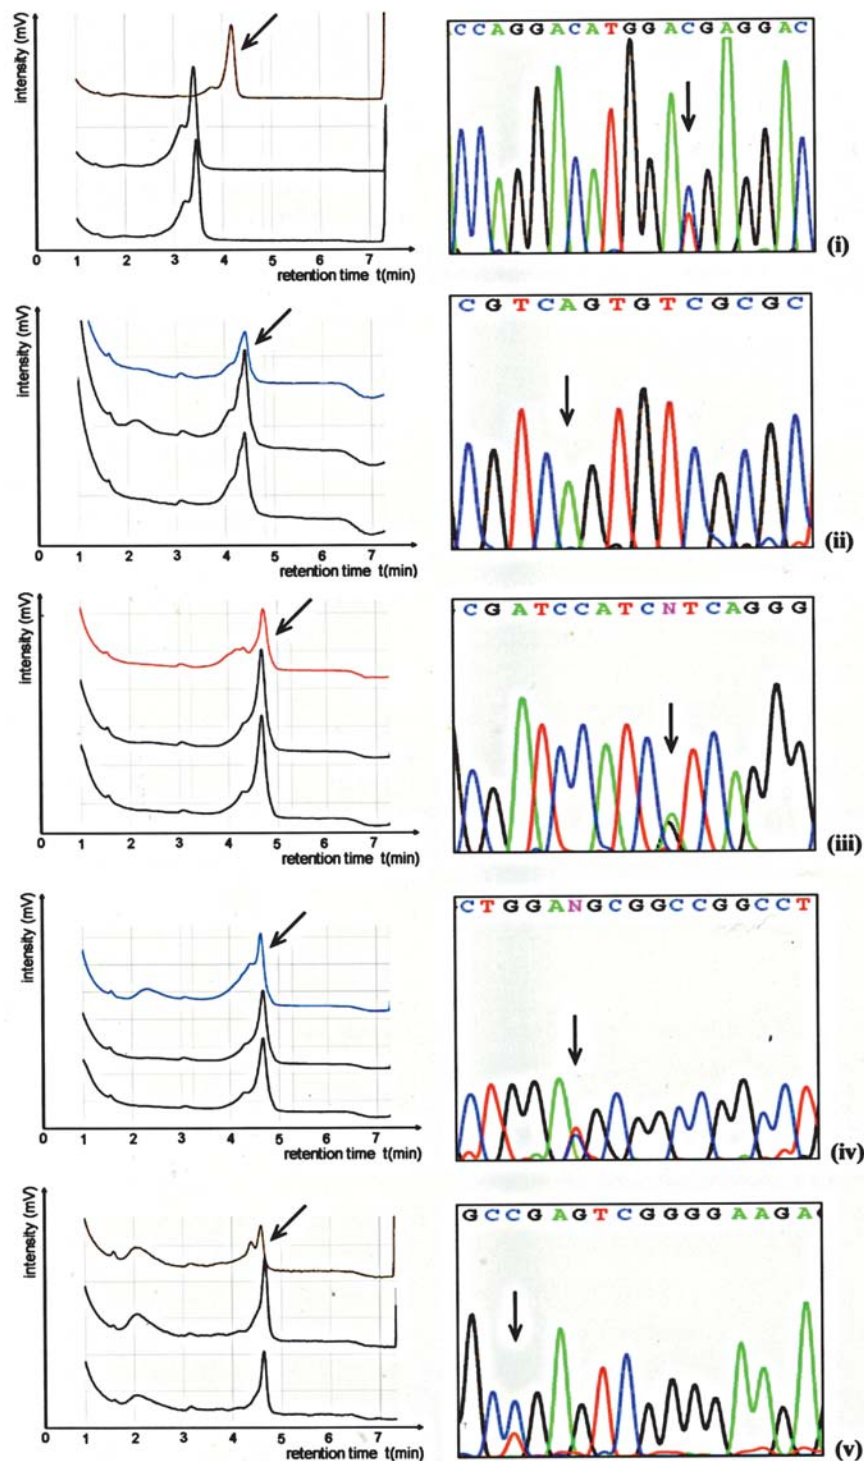 intensity (mV)
0 1 2 3 4 5 6 7
retention time t(min)
CCAGGACATGGACGAGGAC
(i)
intensity (mV)
0 1 2 3 4 5 6 7
retention time t(min)
CGTCAGTGTCGCGC
(ii)
intensity (mV)
0 1 2 3 4 5 6 7
retention time t(min)
CGATCCATCNTCAGGG
(iii)
intensity (mV)
0 1 2 3 4 5 6 7
retention time t(min)
CTGGANGCGGCCGGCCT
(iv)
intensity (mV)
0 1 2 3 4 5 6 7
retention time t(min)
GCCGAGTCGGGGAAGA
(v)